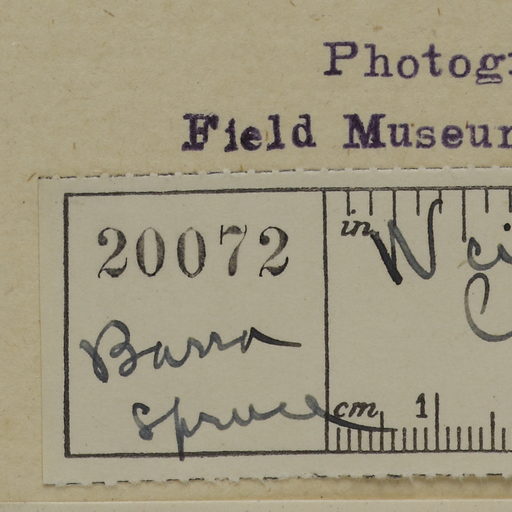 Photog
Field Museum
20072
Barra
Spruce
in.
cm. 1